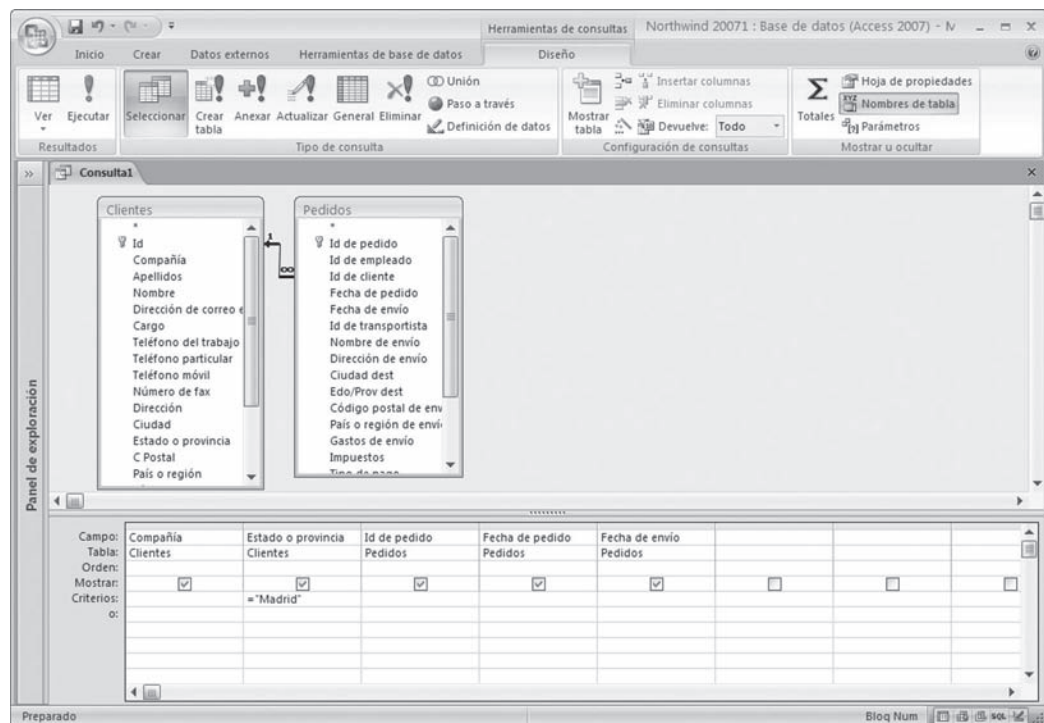 Herramientas de consultas
Northwind 20071 : Base de datos (Access 2007) - M
Inicio
Crear
Datos externos
Herramientas de base de datos
Diseño
Ver
Ejecutar
Seleccionar
Crear tabla
Anexar
Actualizar
General
Eliminar
Unión
Paso a través
Definición de datos
Mostrar tabla
Insertar columnas
Eliminar columnas
Devuelve: Todo
Totales
Hoja de propiedades
Nombres de tabla
Parámetros
Resultados
Tipo de consulta
Configuración de consultas
Mostrar u ocultar
Consulta1
Panel de exploración
Clientes
*
Id
Compañía
Apellidos
Nombre
Dirección de correo e
Cargo
Teléfono del trabajo
Teléfono particular
Teléfono móvil
Número de fax
Dirección
Ciudad
Estado o provincia
C Postal
País o región
1
∞
Pedidos
*
Id de pedido
Id de empleado
Id de cliente
Fecha de pedido
Fecha de envío
Id de transportista
Nombre de envío
Dirección de envío
Ciudad dest
Edo/Prov dest
Código postal de env
País o región de enví
Gastos de envío
Impuestos
Tipo de pago
Campo: Compañía Estado o provincia Id de pedido Fecha de pedido Fecha de envío
Tabla: Clientes Clientes Pedidos Pedidos Pedidos
Orden:
Mostrar:
Criterios: ="Madrid"
o:
Preparado
Bloq Num
SQL